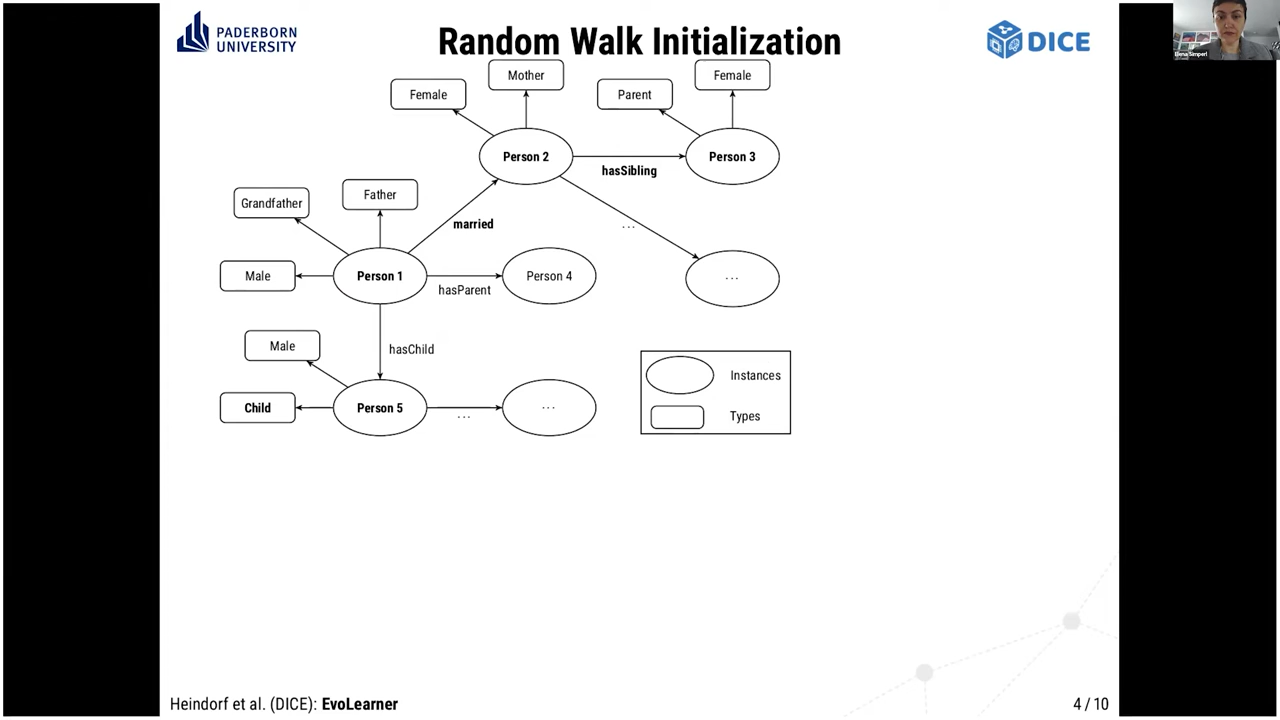 PADERBORN
UNIVERSITY
Random Walk Initialization
DICE
Elena Simperl
Mother
Female
Female
Parent
Person 2
Person 3
hasSibling
Father
Grandfather
married
...
Male
Person 1
Person 4
...
hasParent
Male
hasChild
Instances
Child
Person 5
...
...
Types
Heindorf et al. (DICE): EvoLearner
4 / 10